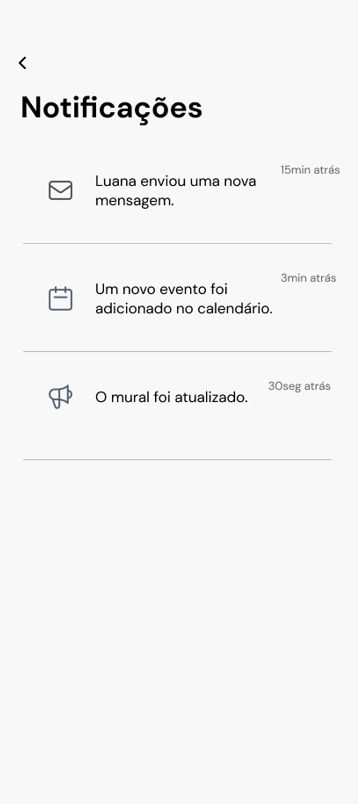 Notificações
15min atrás
Luana enviou uma nova
mensagem.
3min atrás
Um novo evento foi
adicionado no calendário.
30seg atrás
O mural foi atualizado.